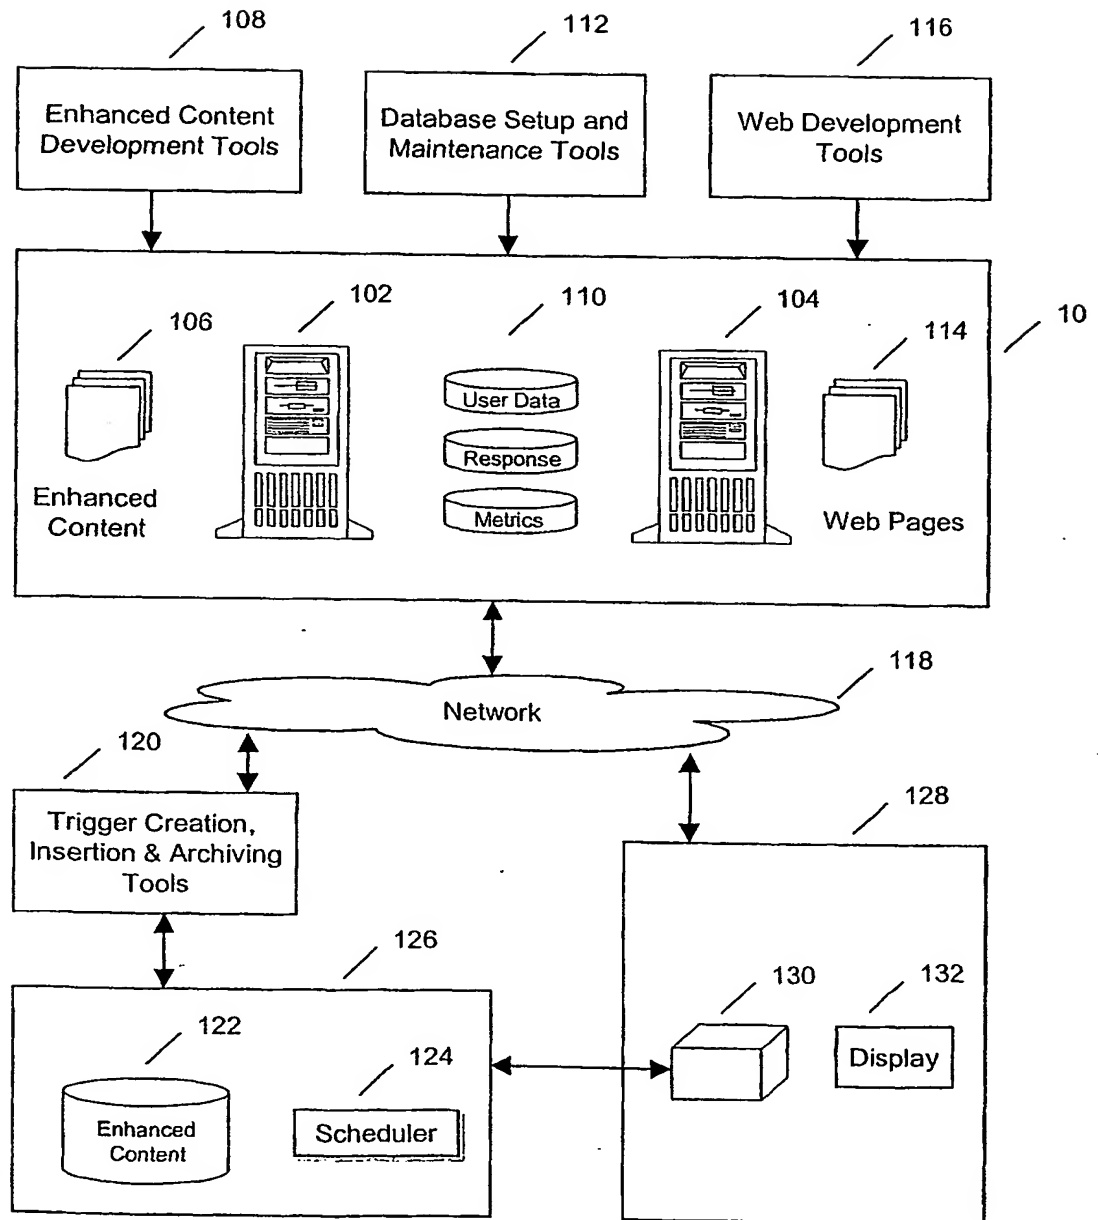 108
112
116
Enhanced Content
Development Tools
Database Setup and
Maintenance Tools
Web Development
Tools
102
110
104
10
106
114
User Data
Response
Metrics
Enhanced
Content
Web Pages
118
Network
120
128
Trigger Creation,
Insertion & Archiving
Tools
126
130
132
122
124
Display
Enhanced
Content
Scheduler